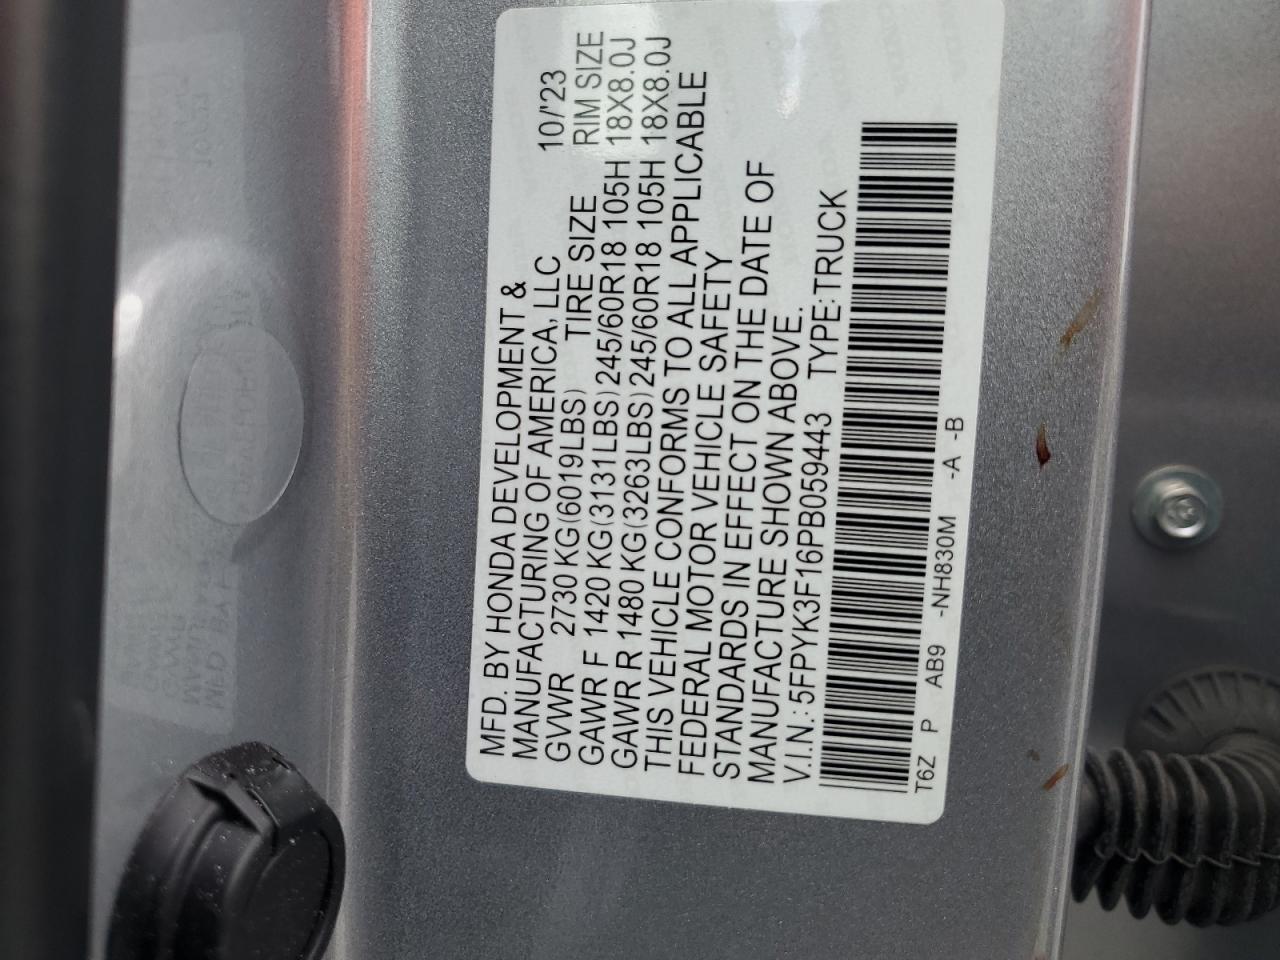 MFD. BY HONDA DEVELOPMENT &
MANUFACTURING OF AMERICA, LLC 10/'23
GVWR 2730 KG(6019LBS) TIRE SIZE RIM SIZE
GAWR F 1420 KG(3131LBS) 245/60R18 105H 18X8.0J
GAWR R 1480 KG(3263LBS) 245/60R18 105H 18X8.0J
THIS VEHICLE CONFORMS TO ALL APPLICABLE
FEDERAL MOTOR VEHICLE SAFETY
STANDARDS IN EFFECT ON THE DATE OF
MANUFACTURE SHOWN ABOVE.
V.I.N.: 5FPYK3F16PB059443 TYPE:TRUCK
T6Z P AB9 -NH830M -A -B